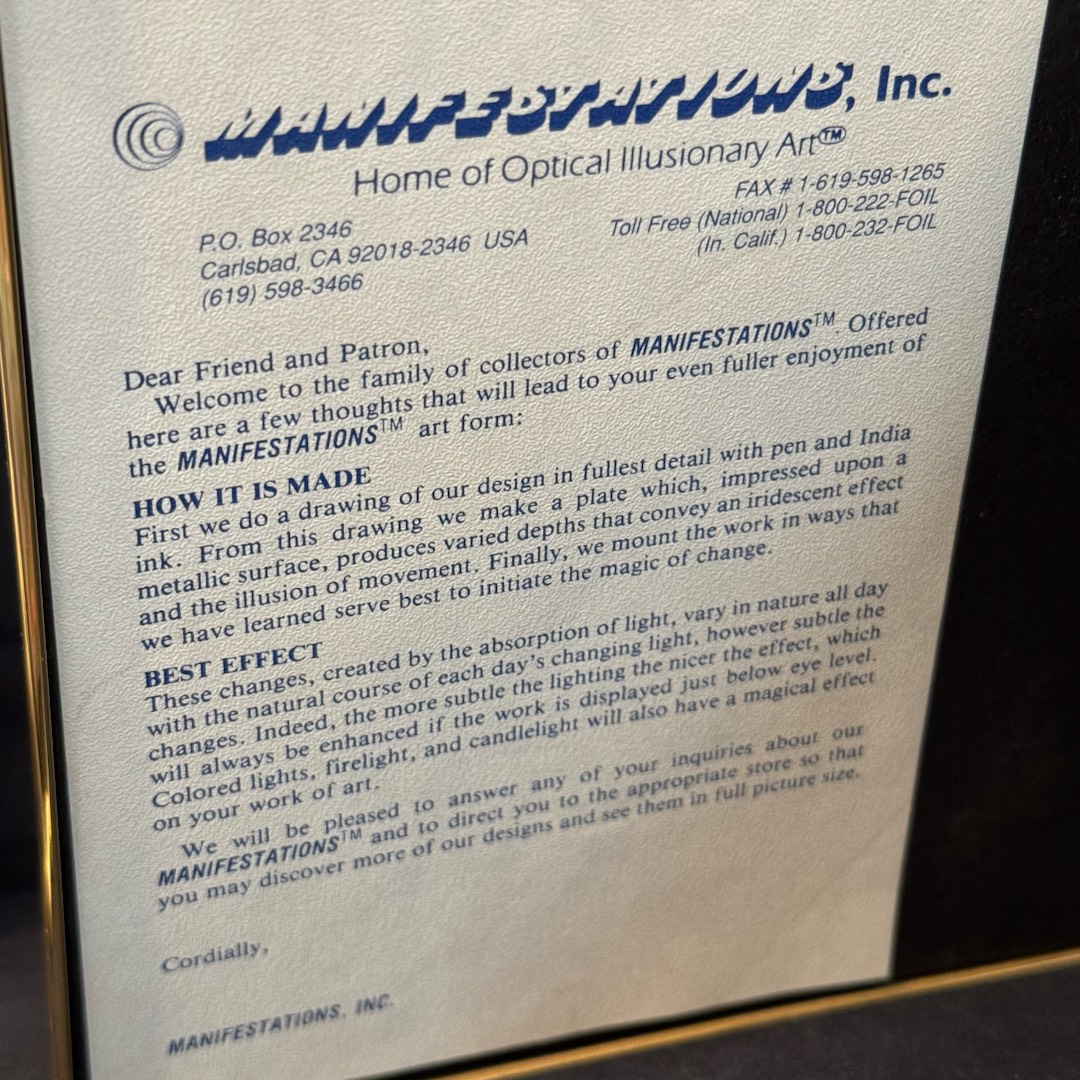 MANIFESTATIONS, Inc.
Home of Optical Illusionary Art™
P.O. Box 2346
Carlsbad, CA 92018-2346 USA
(619) 598-3466
FAX # 1-619-598-1265
Toll Free (National) 1-800-222-FOIL
(In. Calif.) 1-800-232-FOIL
Dear Friend and Patron,
Welcome to the family of collectors of MANIFESTATIONS™. Offered
here are a few thoughts that will lead to your even fuller enjoyment of
the MANIFESTATIONS™ art form:
HOW IT IS MADE
First we do a drawing of our design in fullest detail with pen and India
ink. From this drawing we make a plate which, impressed upon a
metallic surface, produces varied depths that convey an iridescent effect
and the illusion of movement. Finally, we mount the work in ways that
we have learned serve best to initiate the magic of change.
BEST EFFECT
These changes, created by the absorption of light, vary in nature all day
with the natural course of each day's changing light, however subtle the
changes. Indeed, the more subtle the lighting the nicer the effect, which
will always be enhanced if the work is displayed just below eye level.
Colored lights, firelight, and candlelight will also have a magical effect
on your work of art.
We will be pleased to answer any of your inquiries about our
MANIFESTATIONS™ and to direct you to the appropriate store so that
you may discover more of our designs and see them in full picture size.
Cordially,
MANIFESTATIONS, INC.